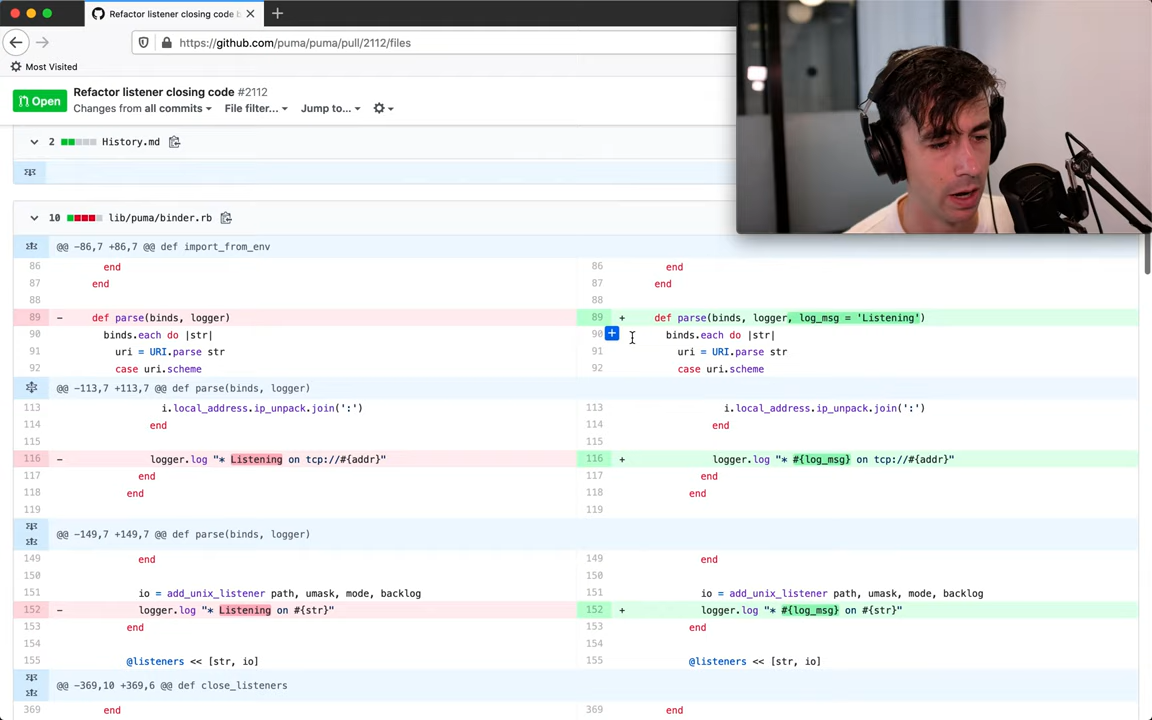 Refactor listener closing code b
https://github.com/puma/puma/pull/2112/files
Most Visited
Open
Refactor listener closing code #2112
Changes from all commits
File filter...
Jump to...
2 History.md
10 lib/puma/binder.rb
@@ -86,7 +86,7 @@ def import_from_env
86 end
87 end
88
89 - def parse(binds, logger)
90 binds.each do |str|
91 uri = URI.parse str
92 case uri.scheme
86 end
87 end
88
89 + def parse(binds, logger, log_msg = 'Listening')
90 binds.each do |str|
91 uri = URI.parse str
92 case uri.scheme
@@ -113,7 +113,7 @@ def parse(binds, logger)
113 i.local_address.ip_unpack.join(':')
114 end
115
116 - logger.log "* Listening on tcp://#{addr}"
117 end
118 end
119
113 i.local_address.ip_unpack.join(':')
114 end
115
116 + logger.log "* #{log_msg} on tcp://#{addr}"
117 end
118 end
119
@@ -149,7 +149,7 @@ def parse(binds, logger)
149 end
150
151 io = add_unix_listener path, umask, mode, backlog
152 - logger.log "* Listening on #{str}"
153 end
154
155 @listeners << [str, io]
149 end
150
151 io = add_unix_listener path, umask, mode, backlog
152 + logger.log "* #{log_msg} on #{str}"
153 end
154
155 @listeners << [str, io]
@@ -369,10 +369,6 @@ def close_listeners
369 end
369 end